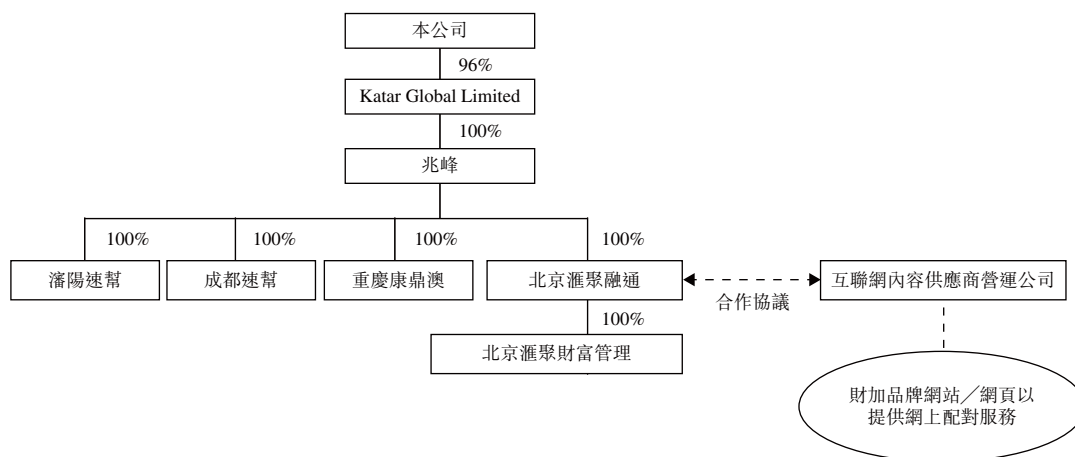 本公司
96%
Katar Global Limited
100%
兆峰
100%
100%
100%
100%
瀋陽速幫
成都速幫
重慶康鼎澳
北京滙聚融通
互聯網內容供應商營運公司
合作協議
100%
北京滙聚財富管理
財加品牌網站／網頁以
提供網上配對服務